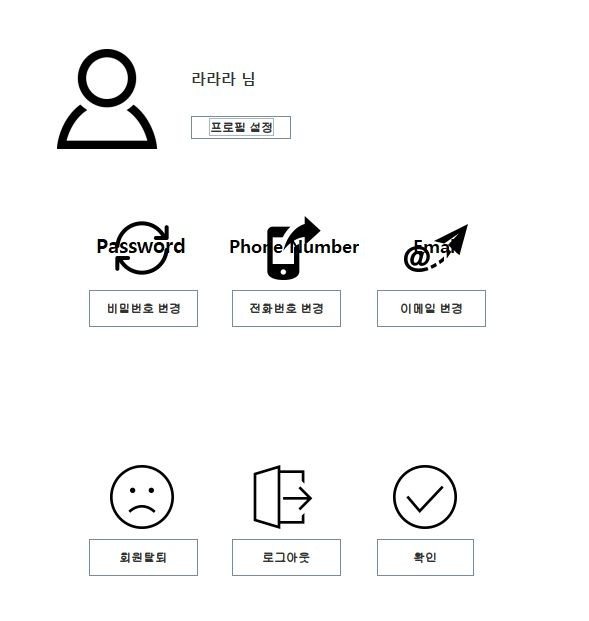 라라라 님
프로필 설정
Password
Phone Number
Email
비밀번호 변경
전화번호 변경
이메일 변경
@
회원탈퇴
로그아웃
확인